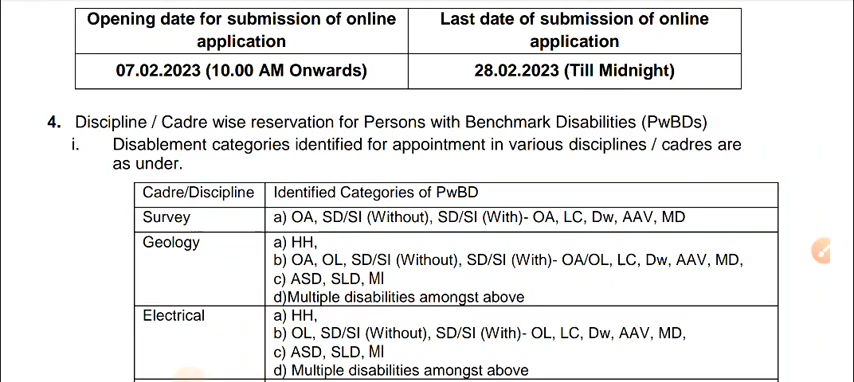 Opening date for submission of online application
Last date of submission of online application
07.02.2023 (10.00 AM Onwards)
28.02.2023 (Till Midnight)
4. Discipline / Cadre wise reservation for Persons with Benchmark Disabilities (PwBDs)
i. Disablement categories identified for appointment in various disciplines / cadres are
as under.
Cadre/Discipline Identified Categories of PwBD
Survey a) OA, SD/SI (Without), SD/SI (With)- OA, LC, Dw, AAV, MD
Geology a) HH,
b) OA, OL, SD/SI (Without), SD/SI (With)- OA/OL, LC, Dw, AAV, MD,
c) ASD, SLD, MI
d)Multiple disabilities amongst above
Electrical a) HH,
b) OL, SD/SI (Without), SD/SI (With)- OL, LC, Dw, AAV, MD,
c) ASD, SLD, MI
d) Multiple disabilities amongst above